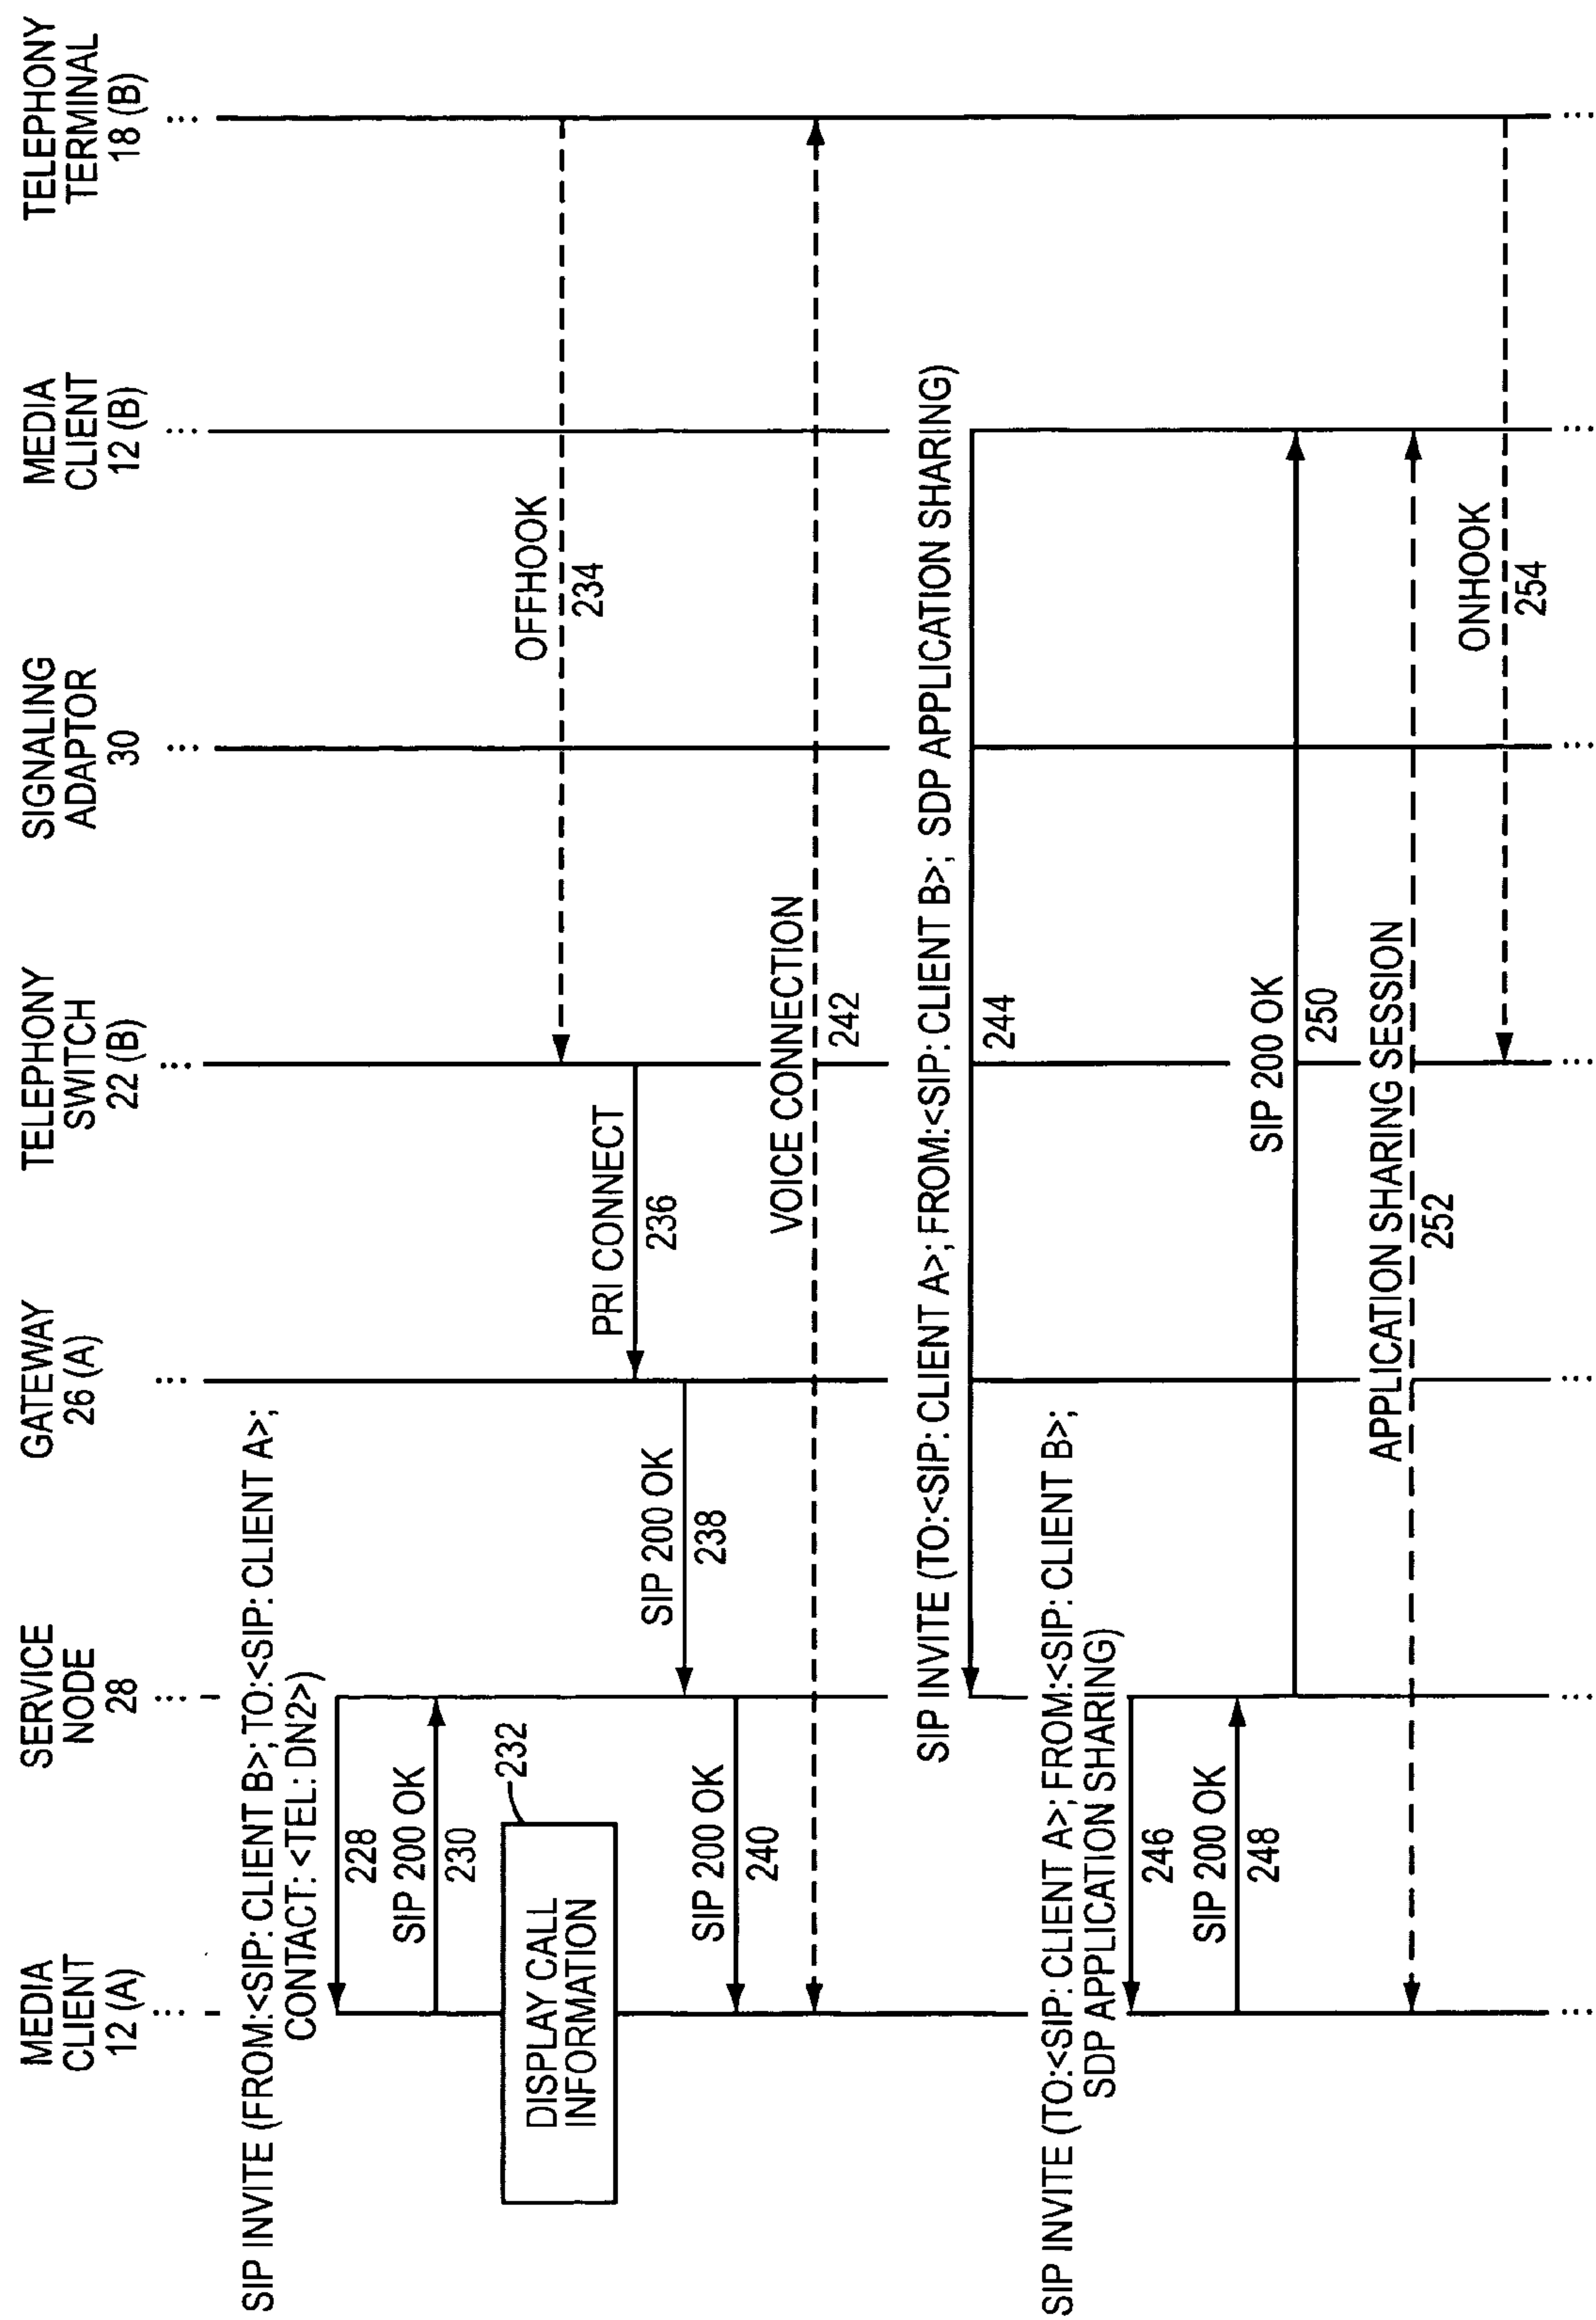 MEDIA
CLIENT
12 (A)
SERVICE
NODE
28
GATEWAY
26 (A)
TELEPHONY
SWITCH
22 (B)
SIGNALING
ADAPTOR
30
MEDIA
CLIENT
12 (B)
TELEPHONY
TERMINAL
18 (B)
SIP INVITE (FROM:<SIP: CLIENT B>; TO:<SIP: CLIENT A>;
CONTACT: <TEL: DN2>)
228
SIP 200 OK
230
232
DISPLAY CALL
INFORMATION
OFFHOOK
234
PRI CONNECT
236
SIP 200 OK
238
SIP 200 OK
240
VOICE CONNECTION
242
SIP INVITE (TO:<SIP: CLIENT A>; FROM:<SIP: CLIENT B>; SDP APPLICATION SHARING)
244
SIP INVITE (TO:<SIP: CLIENT A>; FROM:<SIP: CLIENT B>;
SDP APPLICATION SHARING)
246
SIP 200 OK
248
SIP 200 OK
250
APPLICATION SHARING SESSION
252
ONHOOK
254